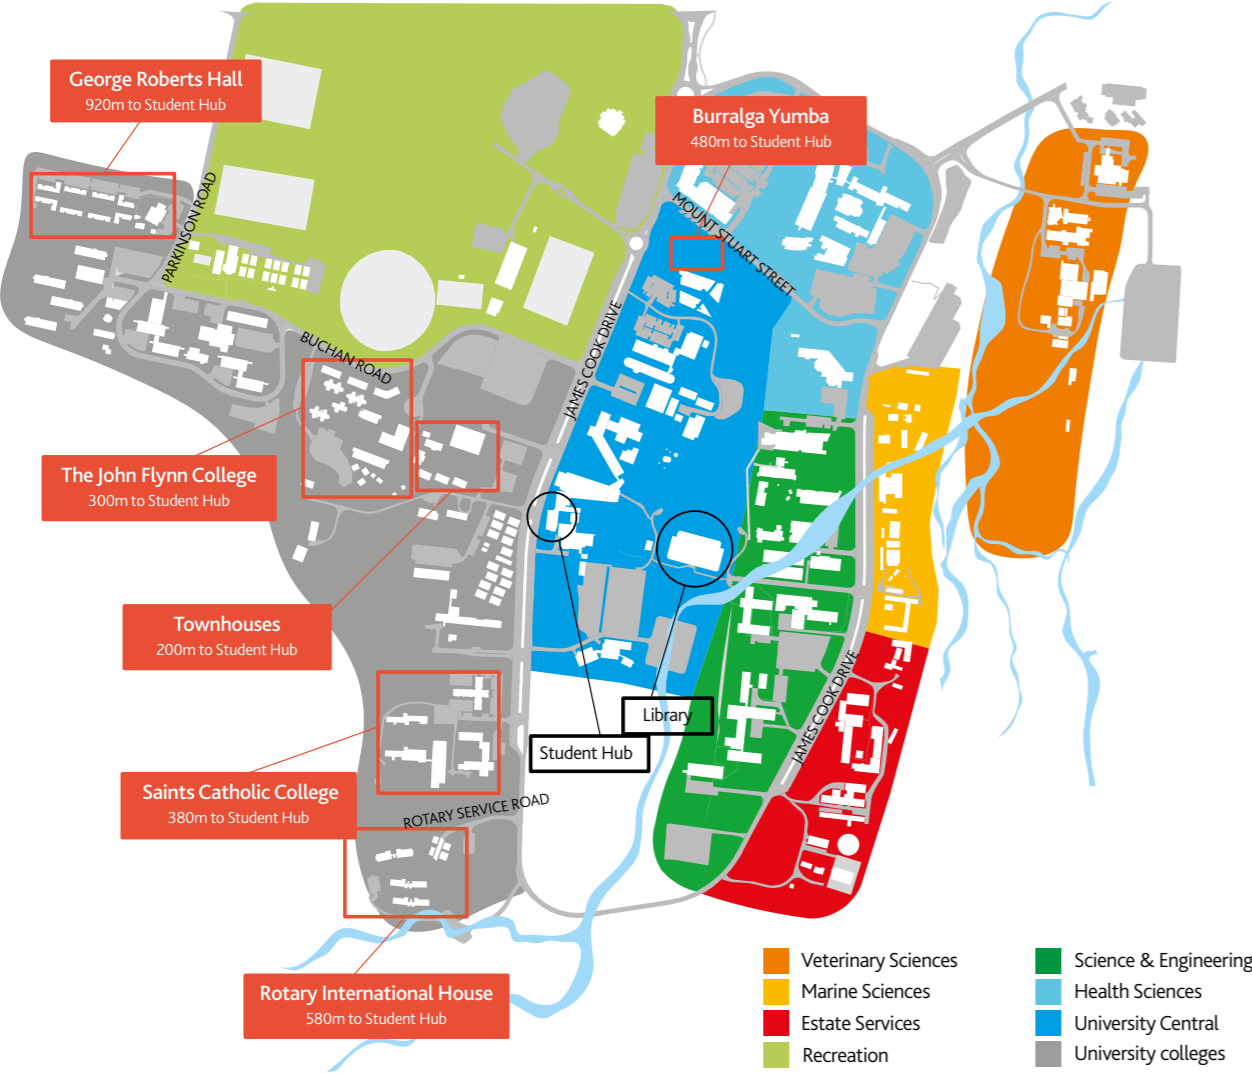 George Roberts Hall
920m to Student Hub
Burralga Yumba
480m to Student Hub
PARKINSON ROAD
MOUNT STUART STREET
BUCHAN ROAD
JAMES COOK DRIVE
The John Flynn College
300m to Student Hub
Townhouses
200m to Student Hub
Library
Student Hub
JAMES COOK DRIVE
Saints Catholic College
380m to Student Hub
ROTARY SERVICE ROAD
Rotary International House
580m to Student Hub
Veterinary Sciences
Marine Sciences
Estate Services
Recreation
Science & Engineering
Health Sciences
University Central
University colleges